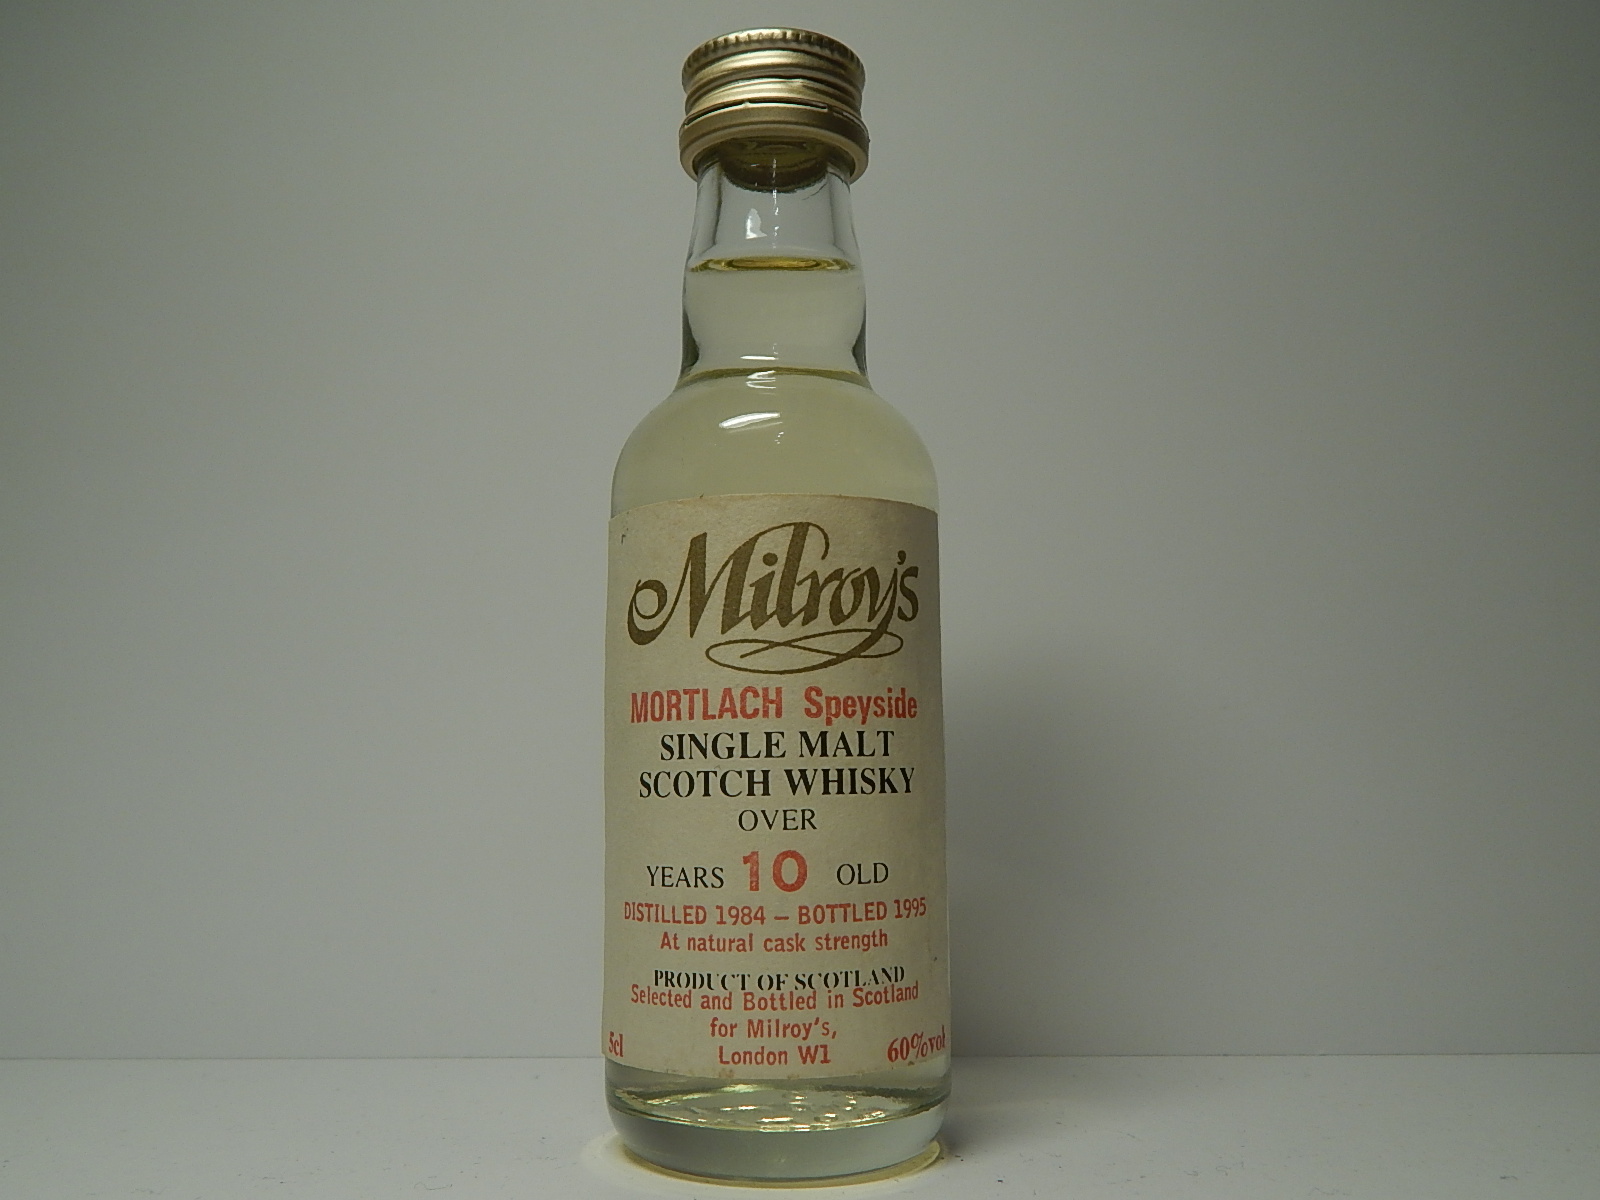 Milroy's
MORTLACH Speyside
SINGLE MALT
SCOTCH WHISKY
OVER
YEARS 10 OLD
DISTILLED 1984 – BOTTLED 1995
At natural cask strength
PRODUCT OF SCOTLAND
Selected and Bottled in Scotland
for Milroy's,
5cl London W1 60%vol